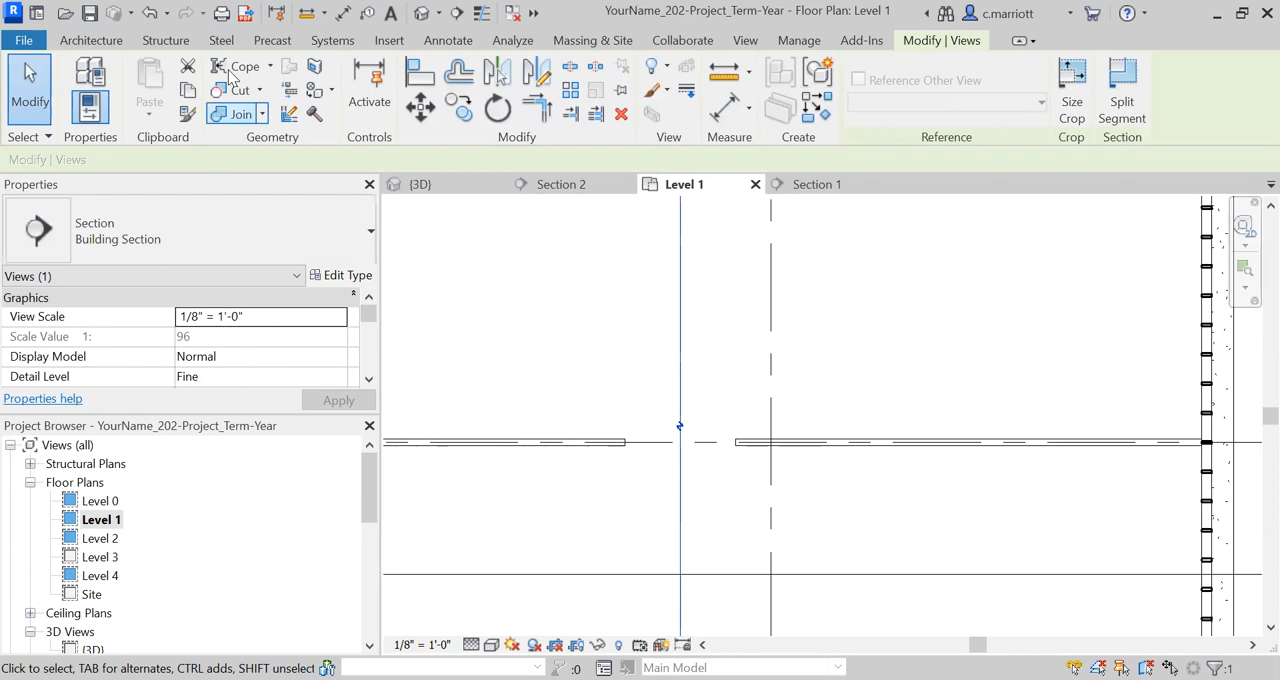 YourName_202-Project_Term-Year - Floor Plan: Level 1
c.marriott
File Architecture Structure Steel Precast Systems Insert Annotate Analyze Massing & Site Collaborate View Manage Add-Ins Modify | Views
Modify
Paste
Cope
Cut
Join
Activate
Reference Other View
Size Crop
Split Segment
Select Properties Clipboard Geometry Controls Modify View Measure Create Reference Crop Section
Modify | Views
Properties
{3D} Section 2 Level 1 Section 1
Section
Building Section
Views (1) Edit Type
Graphics
View Scale 1/8" = 1'-0"
Scale Value 1: 96
Display Model Normal
Detail Level Fine
Properties help Apply
Project Browser - YourName_202-Project_Term-Year
Views (all)
Structural Plans
Floor Plans
Level 0
Level 1
Level 2
Level 3
Level 4
Site
Ceiling Plans
3D Views
{3D}
1/8" = 1'-0"
Click to select, TAB for alternates, CTRL adds, SHIFT unselect :0 Main Model :1